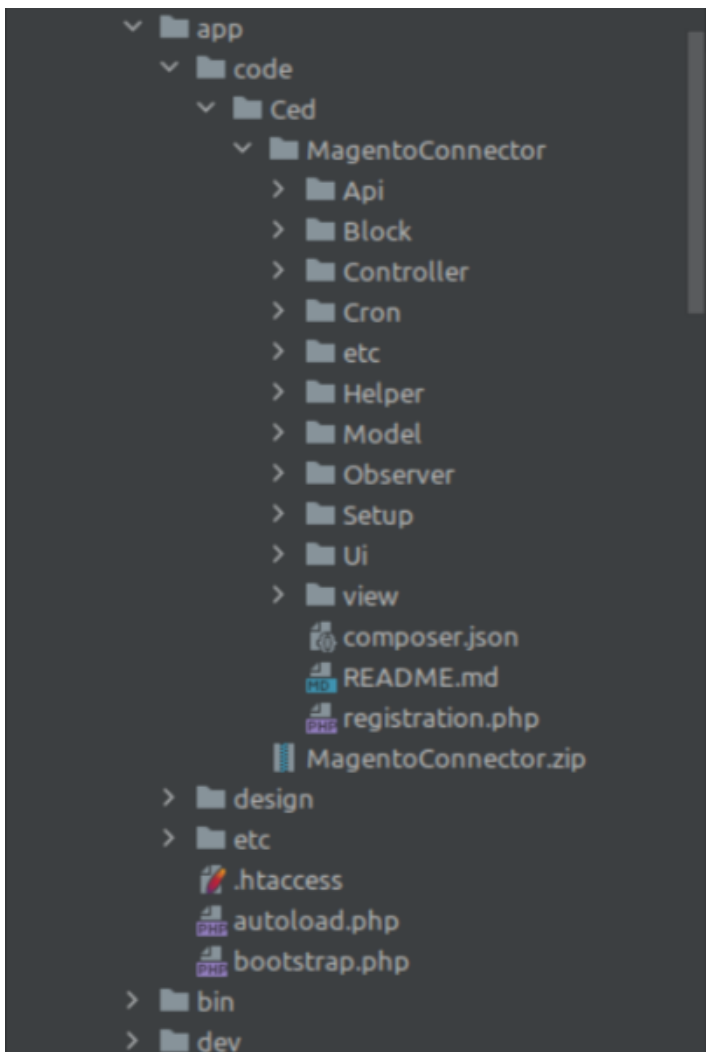 app
code
Ced
MagentoConnector
Api
Block
Controller
Cron
etc
Helper
Model
Observer
Setup
Ui
view
composer.json
README.md
registration.php
MagentoConnector.zip
design
etc
.htaccess
autoload.php
bootstrap.php
bin
dev